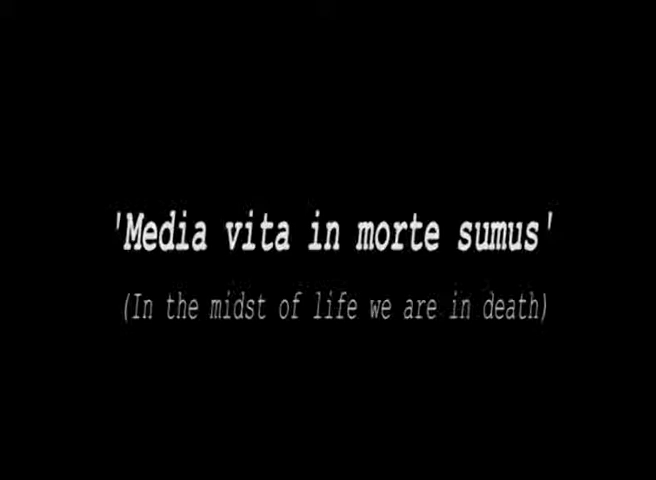 'Media vita in morte sumus'
(In the midst of life we are in death)